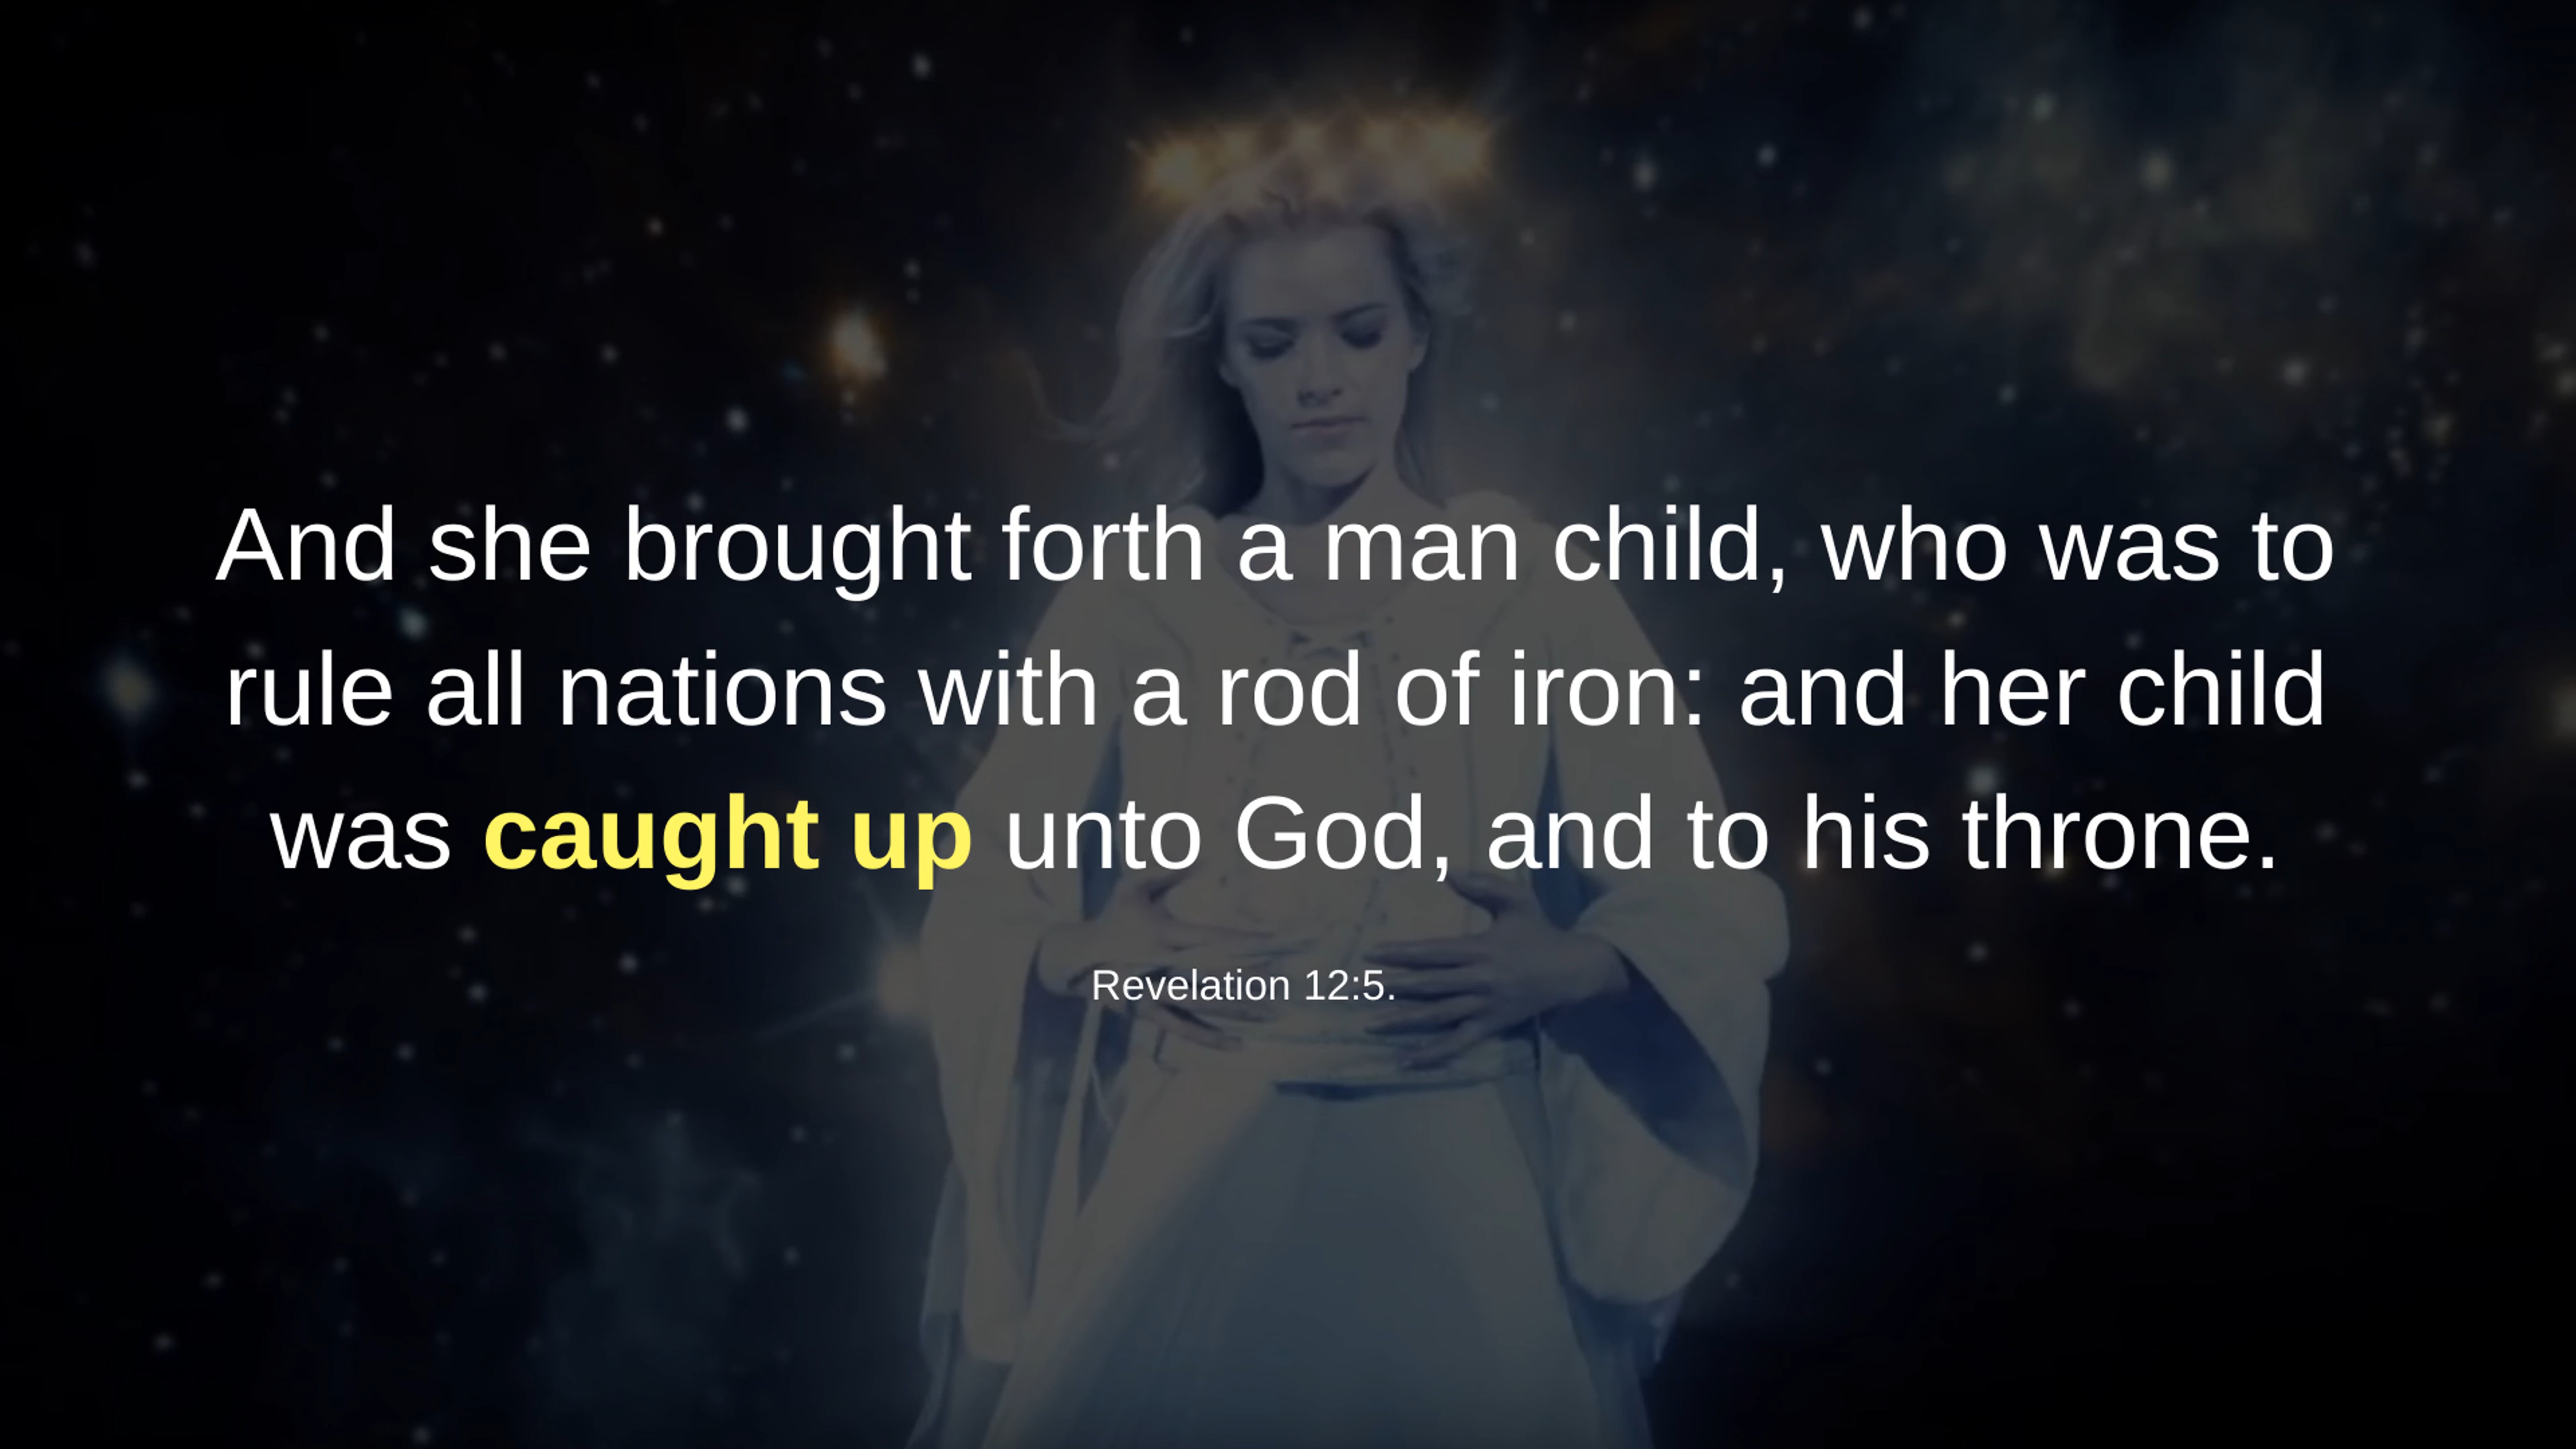 And she brought forth a man child, who was to
rule all nations with a rod of iron: and her child
was caught up unto God, and to his throne.
Revelation 12:5.